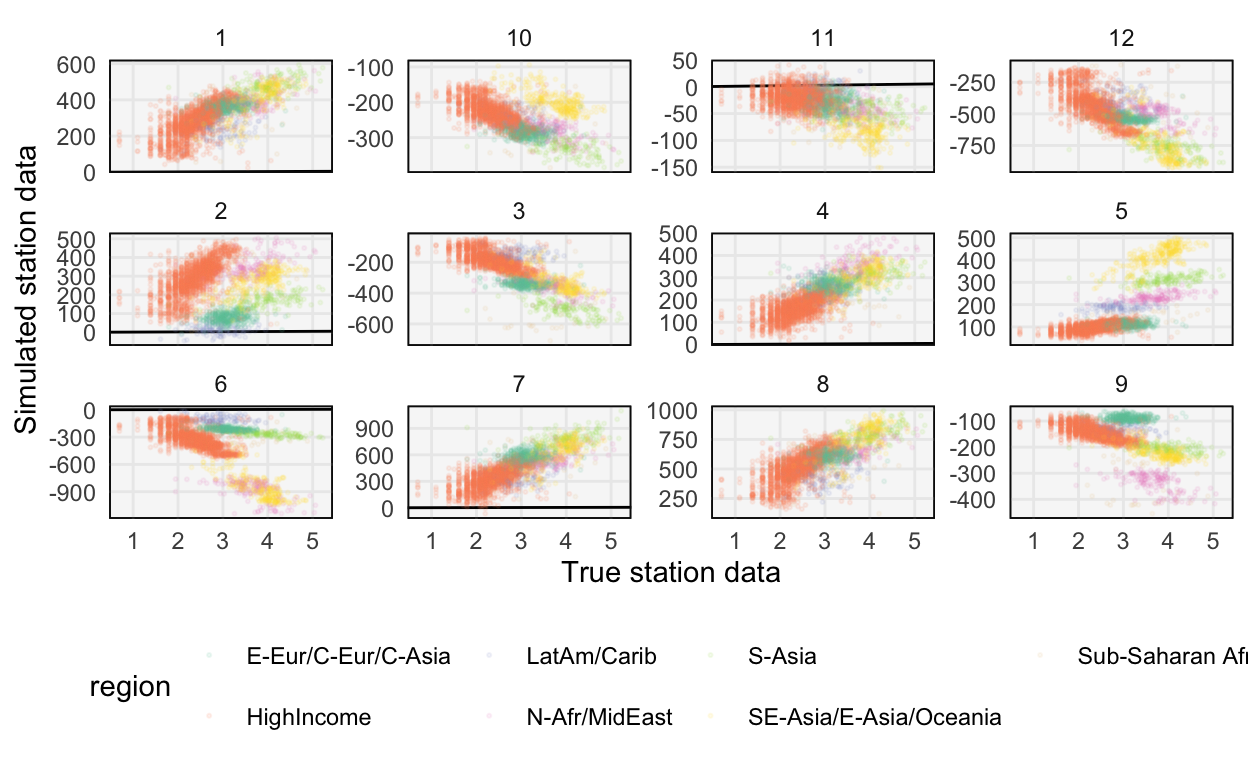 1 10 11 12
600 400 200 0
-100 -200 -300
50 0 -50 -100 -150
-250 -500 -750
2 3 4 5
500 400 300 200 100 0
-200 -400 -600
500 400 300 200 100 0
500 400 300 200 100
6 7 8 9
0 -300 -600 -900
900 600 300 0
1000 750 500 250
-100 -200 -300 -400
1 2 3 4 5 1 2 3 4 5 1 2 3 4 5 1 2 3 4 5
Simulated station data
True station data
region
E-Eur/C-Eur/C-Asia LatAm/Carib S-Asia Sub-Saharan Afr
HighIncome N-Afr/MidEast SE-Asia/E-Asia/Oceania